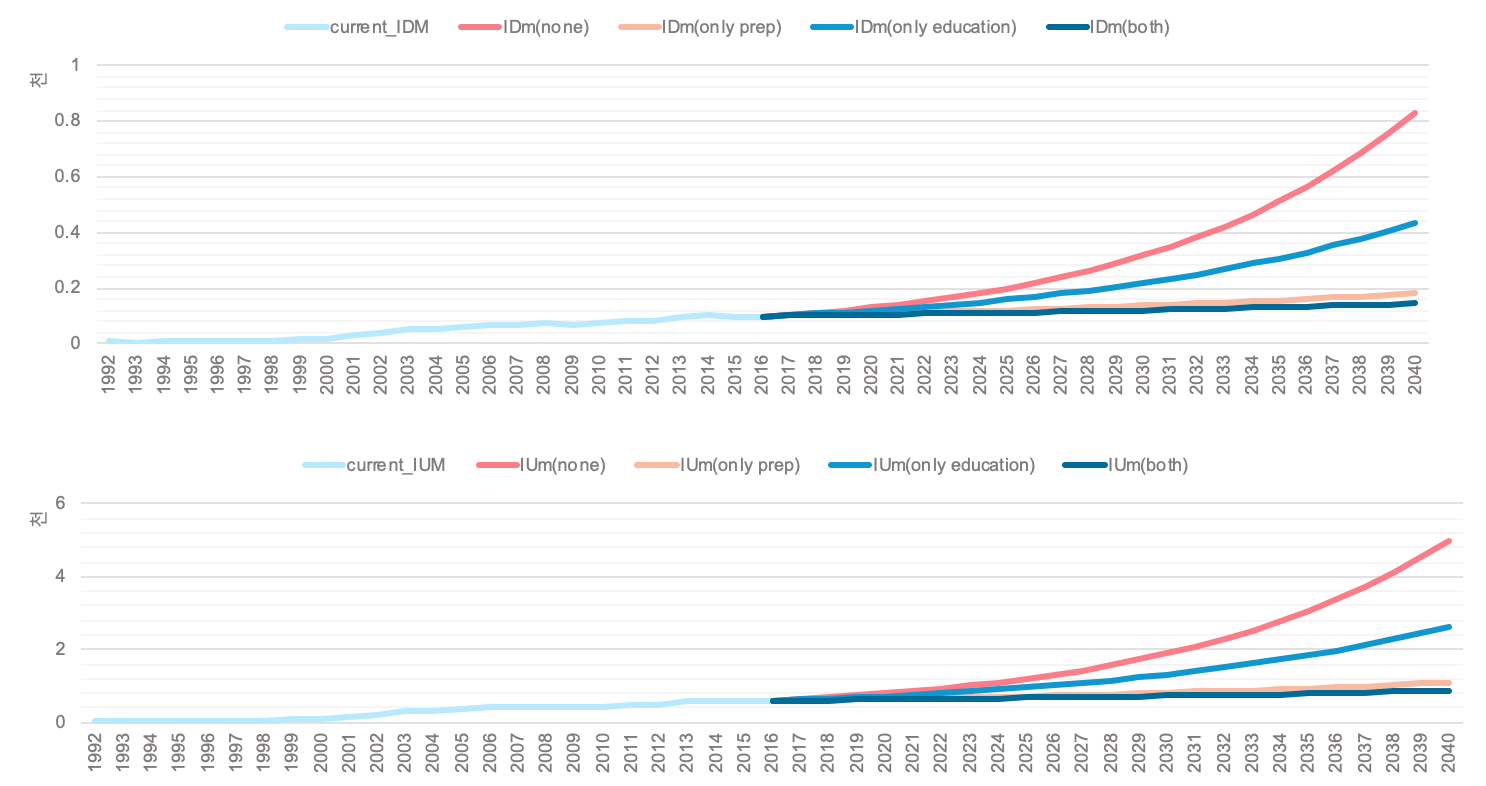 current_IDM IDm(none) IDm(only prep) IDm(only education) IDm(both)
천
1
0.8
0.6
0.4
0.2
0
1992 1993 1994 1995 1996 1997 1998 1999 2000 2001 2002 2003 2004 2005 2006 2007 2008 2009 2010 2011 2012 2013 2014 2015 2016 2017 2018 2019 2020 2021 2022 2023 2024 2025 2026 2027 2028 2029 2030 2031 2032 2033 2034 2035 2036 2037 2038 2039 2040
current_IUM IUm(none) IUm(only prep) IUm(only education) IUm(both)
천
6
4
2
0
1992 1993 1994 1995 1996 1997 1998 1999 2000 2001 2002 2003 2004 2005 2006 2007 2008 2009 2010 2011 2012 2013 2014 2015 2016 2017 2018 2019 2020 2021 2022 2023 2024 2025 2026 2027 2028 2029 2030 2031 2032 2033 2034 2035 2036 2037 2038 2039 2040